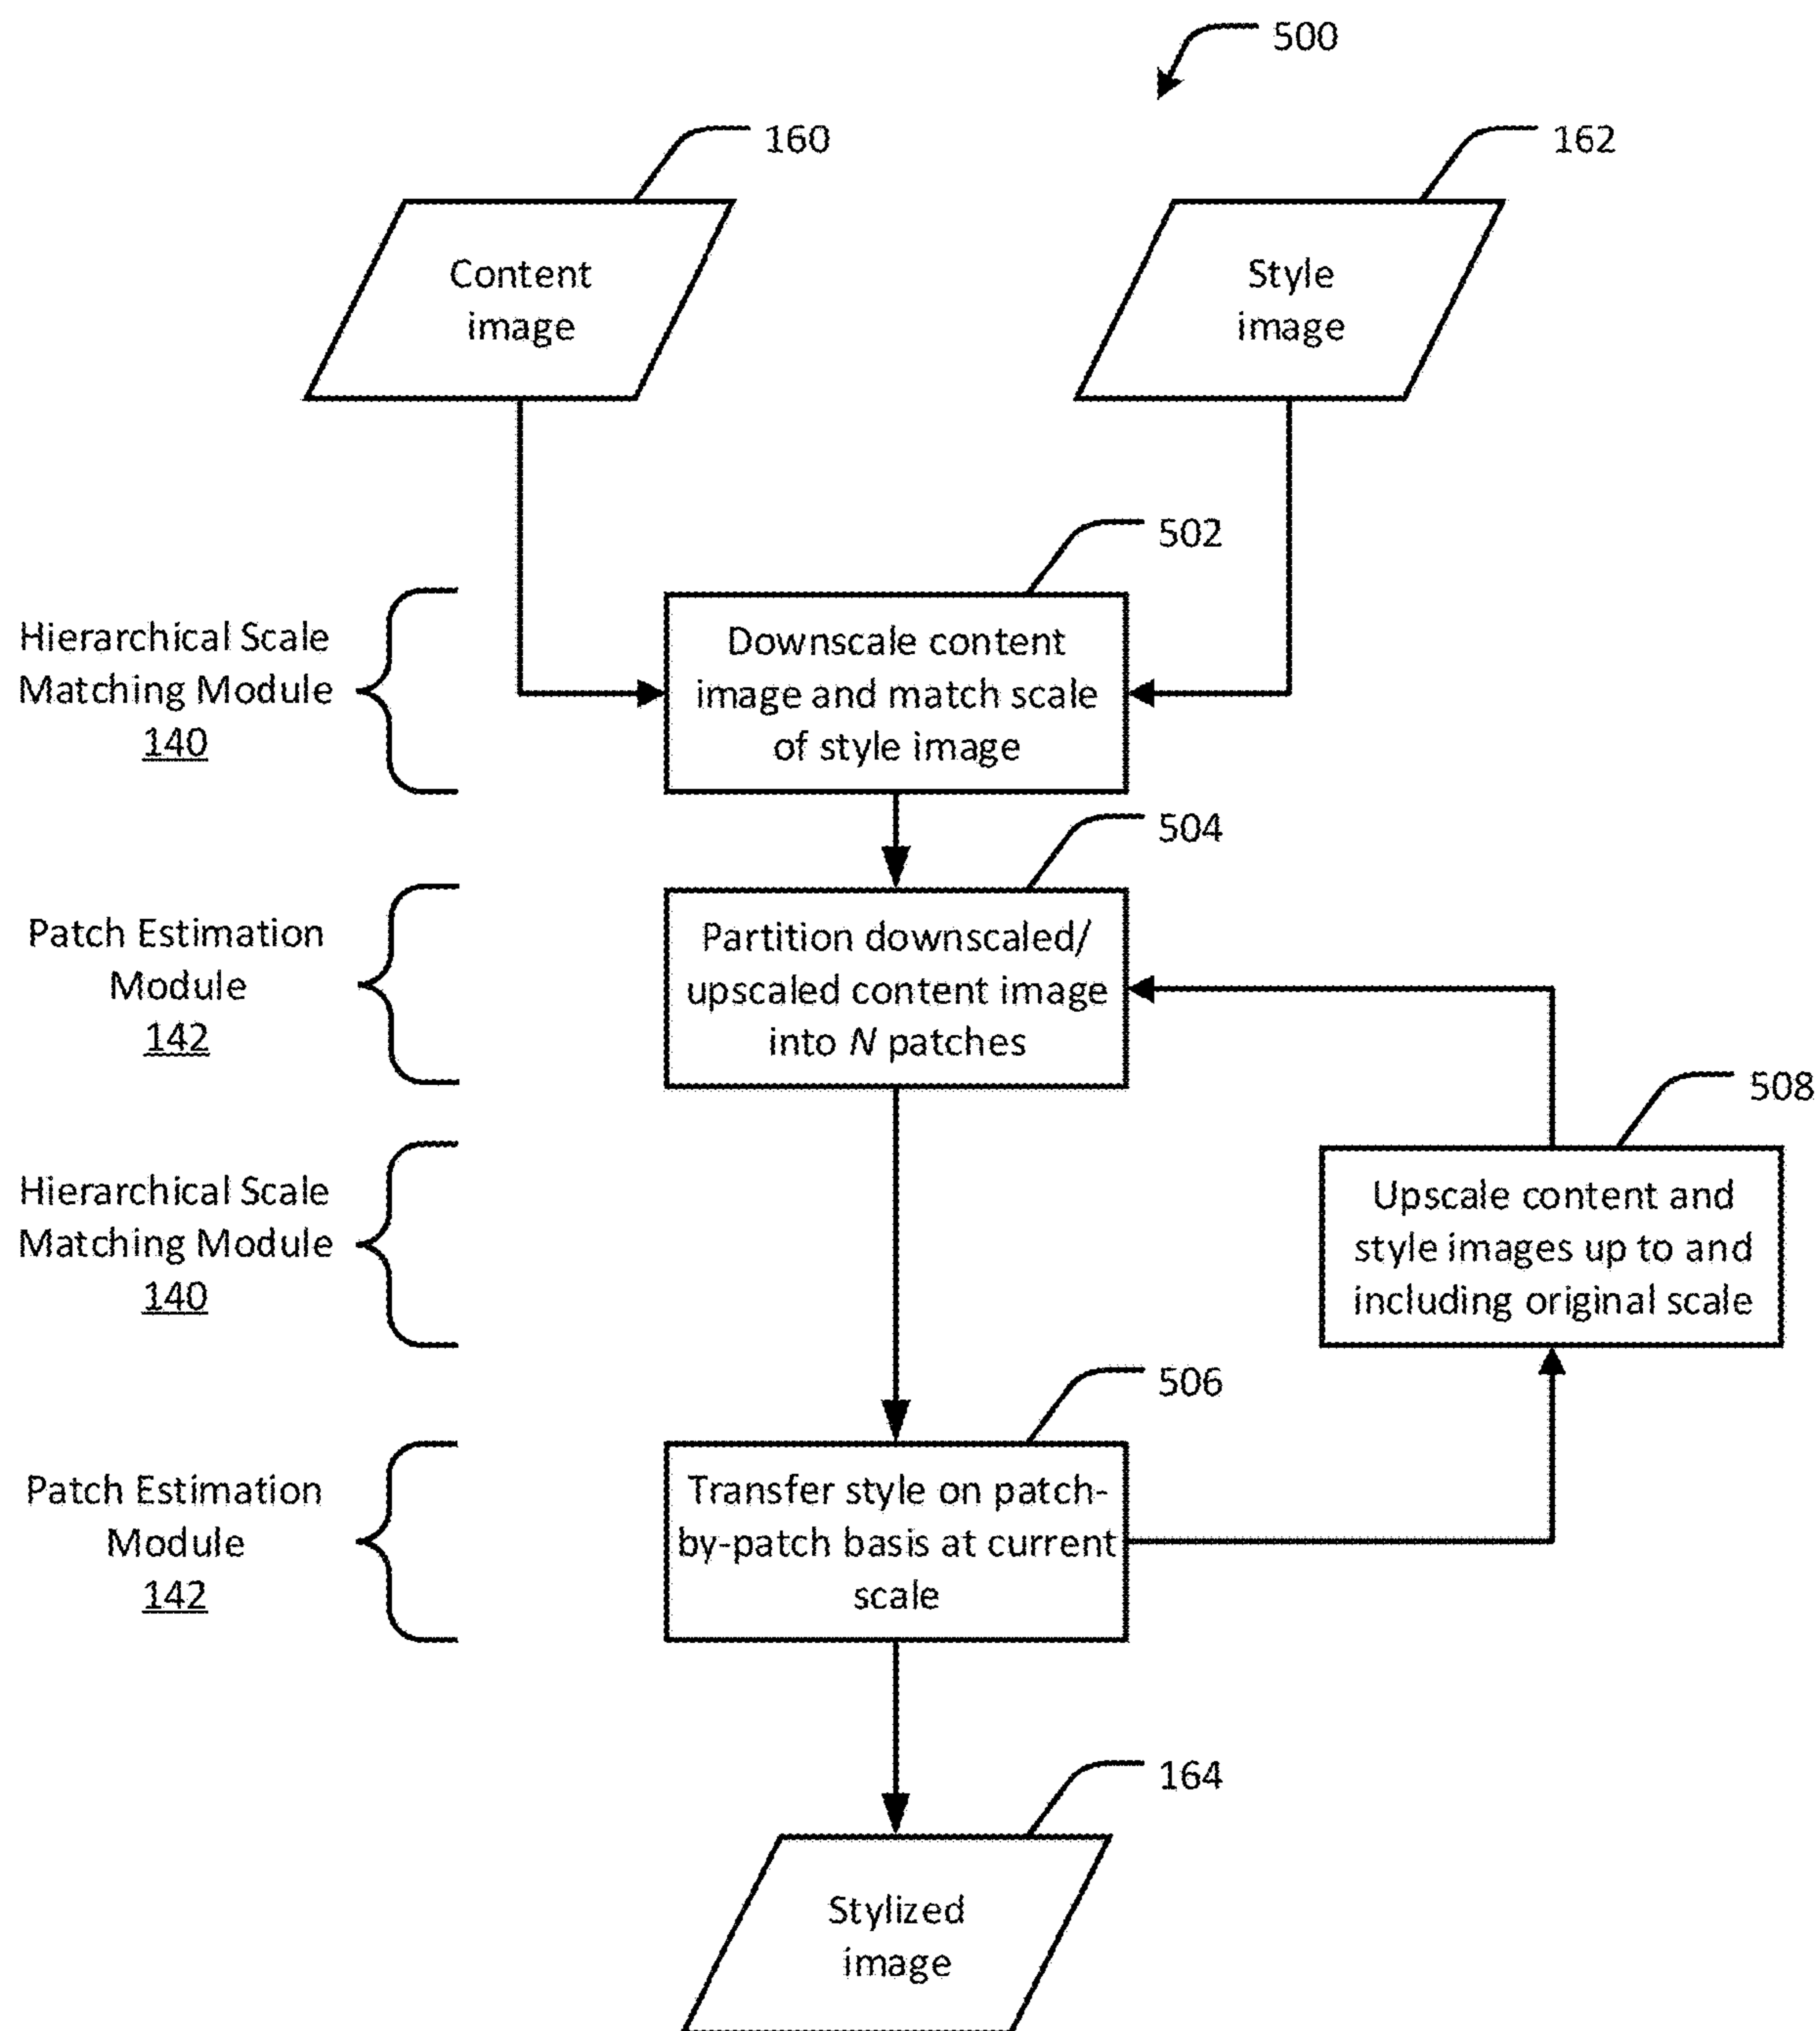 500
160
162
Content
image
Style
image
502
Hierarchical Scale
Matching Module
140
Downscale content
image and match scale
of style image
504
Patch Estimation
Module
142
Partition downscaled/
upscaled content image
into N patches
508
Hierarchical Scale
Matching Module
140
Upscale content and
style images up to and
including original scale
506
Patch Estimation
Module
142
Transfer style on patch-
by-patch basis at current
scale
164
Stylized
image